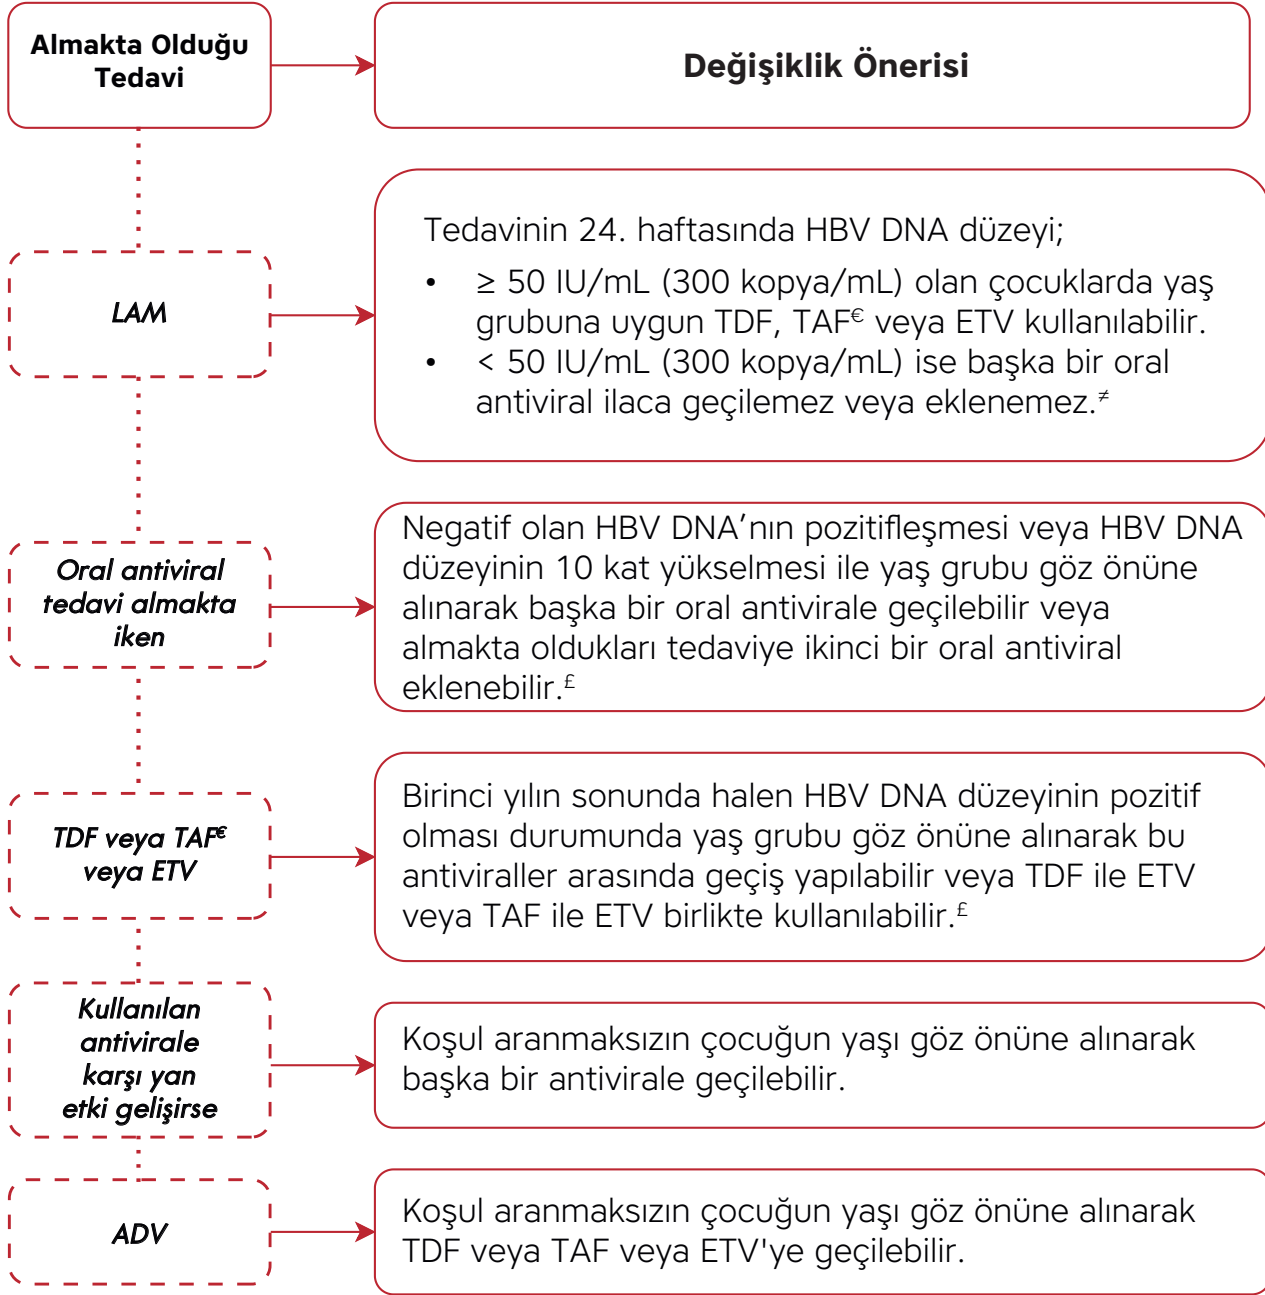 Almakta Olduğu
Tedavi
Değişiklik Önerisi
LAM
Tedavinin 24. haftasında HBV DNA düzeyi;
• ≥ 50 IU/mL (300 kopya/mL) olan çocuklarda yaş
grubuna uygun TDF, TAF€ veya ETV kullanılabilir.
• < 50 IU/mL (300 kopya/mL) ise başka bir oral
antiviral ilaca geçilemez veya eklenemez.≠
Oral antiviral
tedavi almakta
iken
Negatif olan HBV DNA’nın pozitifleşmesi veya HBV DNA
düzeyinin 10 kat yükselmesi ile yaş grubu göz önüne
alınarak başka bir oral antivirale geçilebilir veya
almakta oldukları tedaviye ikinci bir oral antiviral
eklenebilir.£
TDF veya TAF€
veya ETV
Birinci yılın sonunda halen HBV DNA düzeyinin pozitif
olması durumunda yaş grubu göz önüne alınarak bu
antiviraller arasında geçiş yapılabilir veya TDF ile ETV
veya TAF ile ETV birlikte kullanılabilir.£
Kullanılan
antivirale
karşı yan
etki gelişirse
Koşul aranmaksızın çocuğun yaşı göz önüne alınarak
başka bir antivirale geçilebilir.
ADV
Koşul aranmaksızın çocuğun yaşı göz önüne alınarak
TDF veya TAF veya ETV'ye geçilebilir.